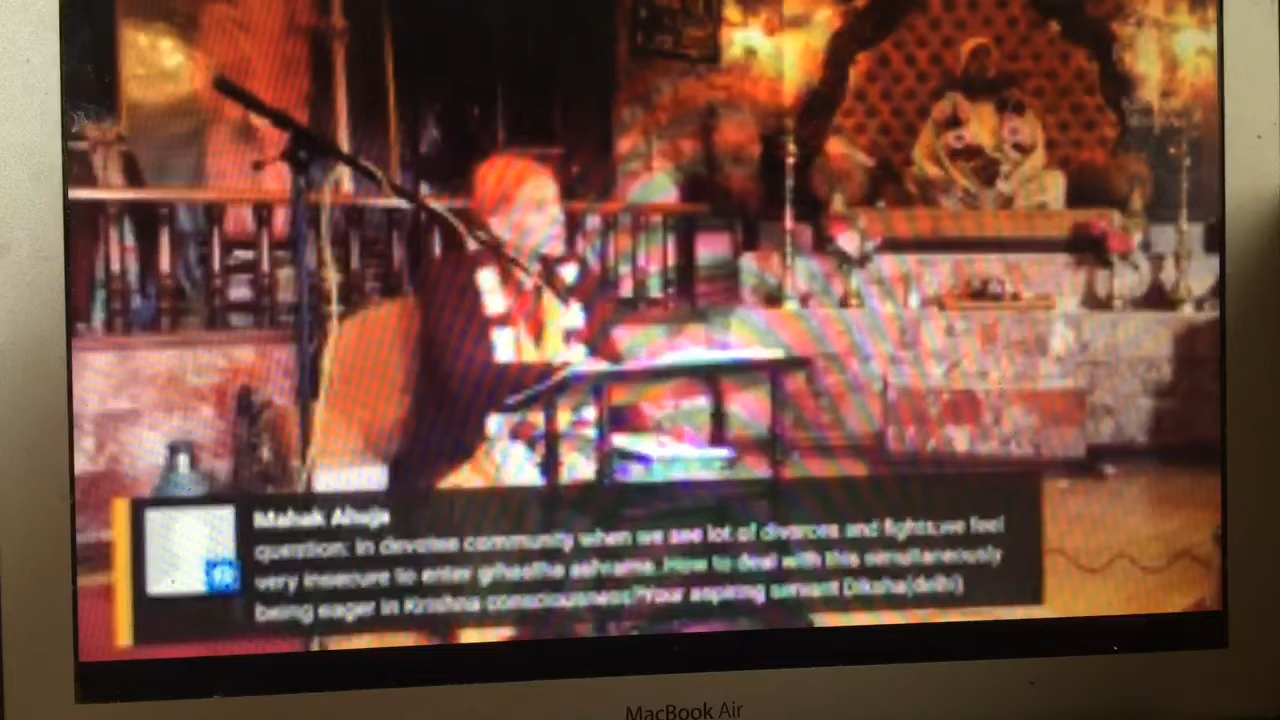 Mahak Ahuja
question: In devotee community when we see lot of divorces and fights,we feel
very insecure to enter grihastha ashrama. How to deal with this simultaneously
being eager in Krishna consciousness?Your aspiring servant Diksha(delhi)
MacBook Air